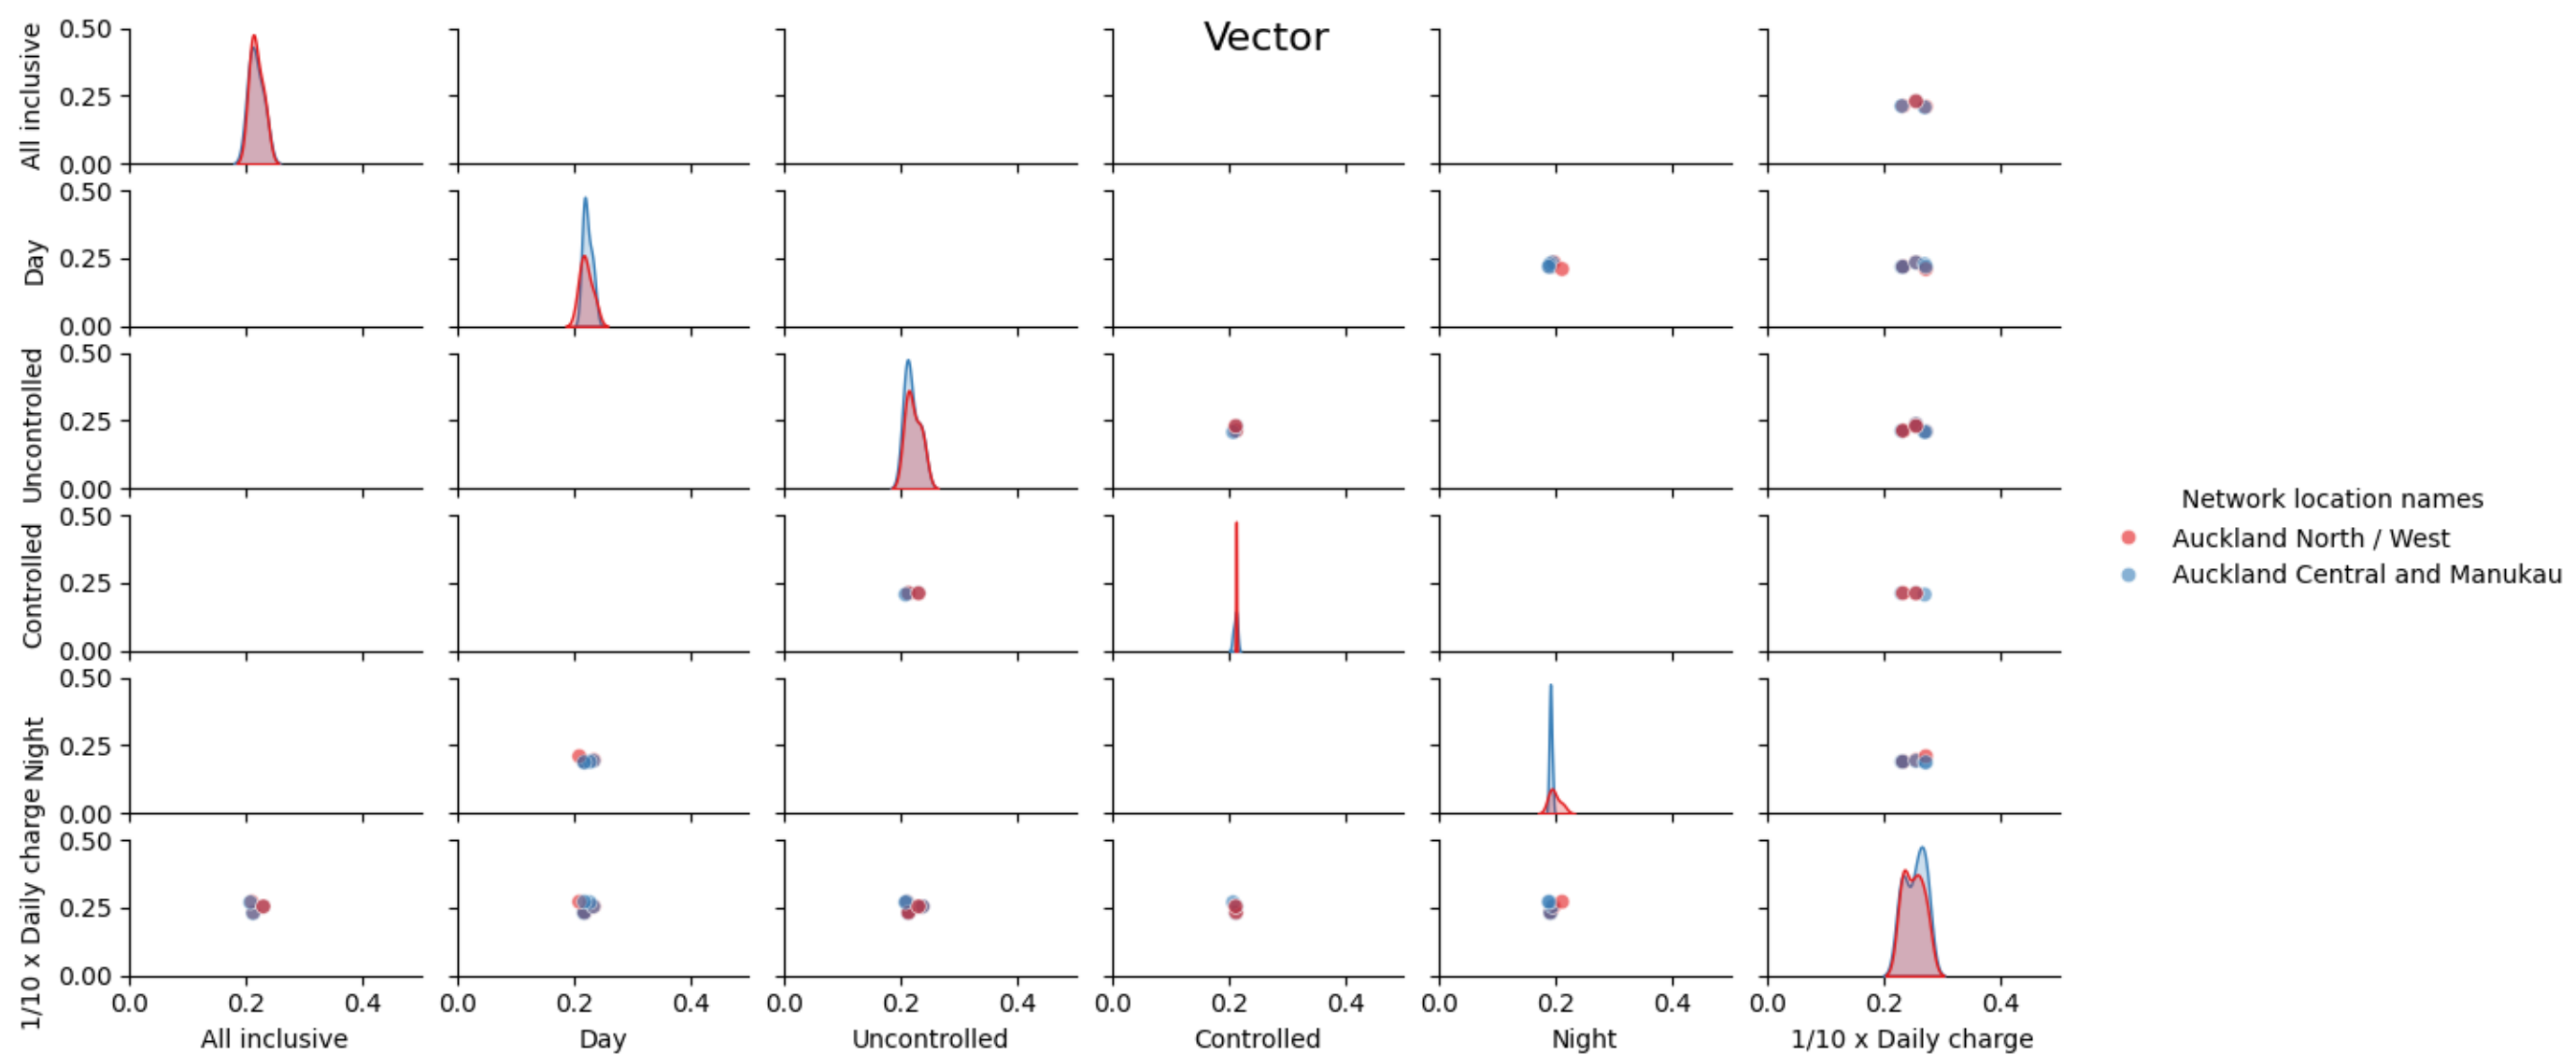 Vector
All inclusive
0.50
0.25
0.00
Day
0.50
0.25
0.00
Uncontrolled
0.50
0.25
0.00
Controlled
0.50
0.25
0.00
Night
0.50
0.25
0.00
1/10 x Daily charge
0.50
0.25
0.00
0.0 0.2 0.4
All inclusive
0.0 0.2 0.4
Day
0.0 0.2 0.4
Uncontrolled
0.0 0.2 0.4
Controlled
0.0 0.2 0.4
Night
0.0 0.2 0.4
1/10 x Daily charge
Network location names
Auckland North / West
Auckland Central and Manukau